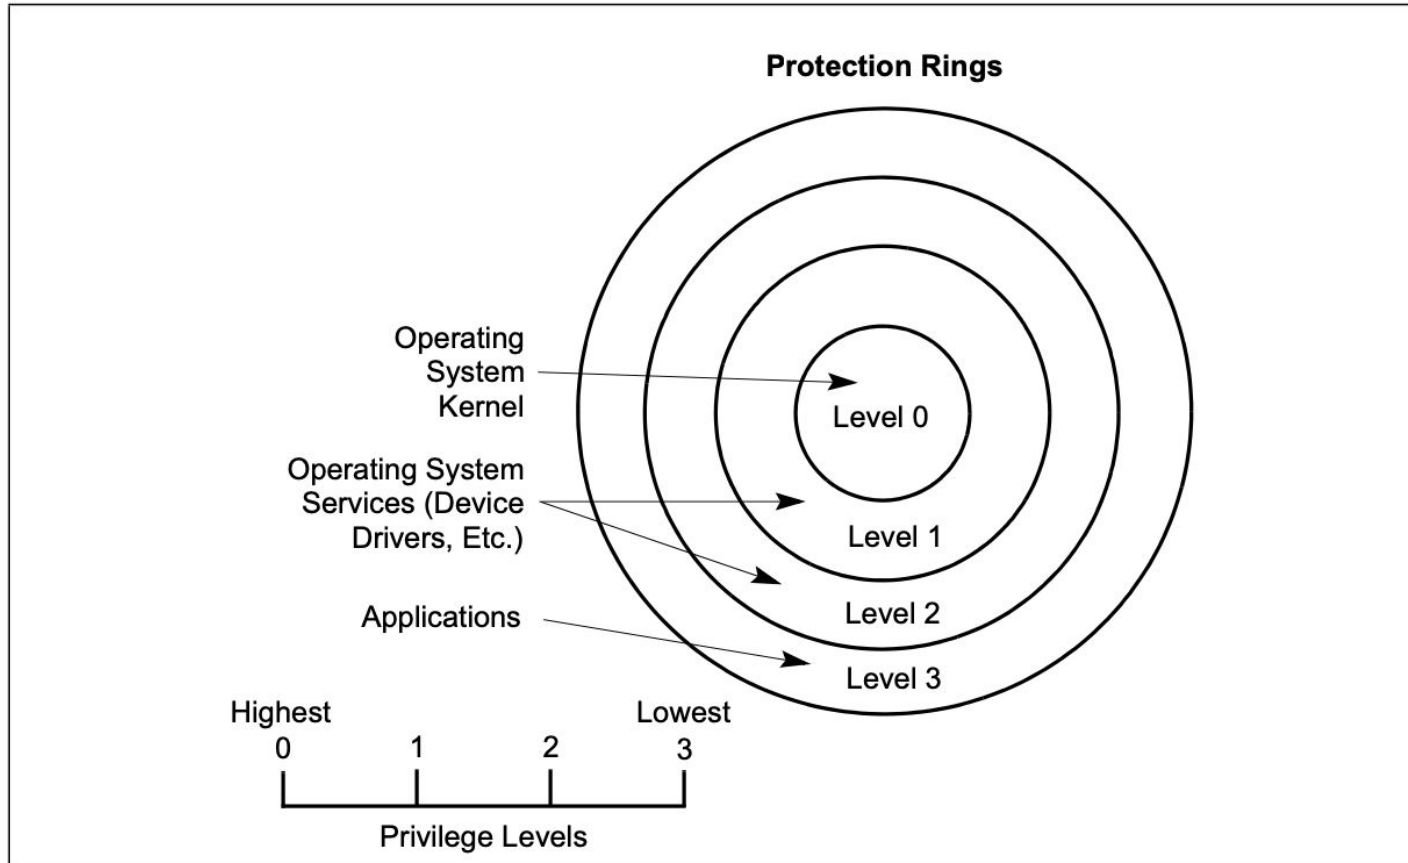 Protection Rings
Operating
System
Kernel
Level 0
Operating System
Services (Device
Drivers, Etc.)
Level 1
Level 2
Applications
Level 3
Highest
Lowest
0
1
2
3
Privilege Levels